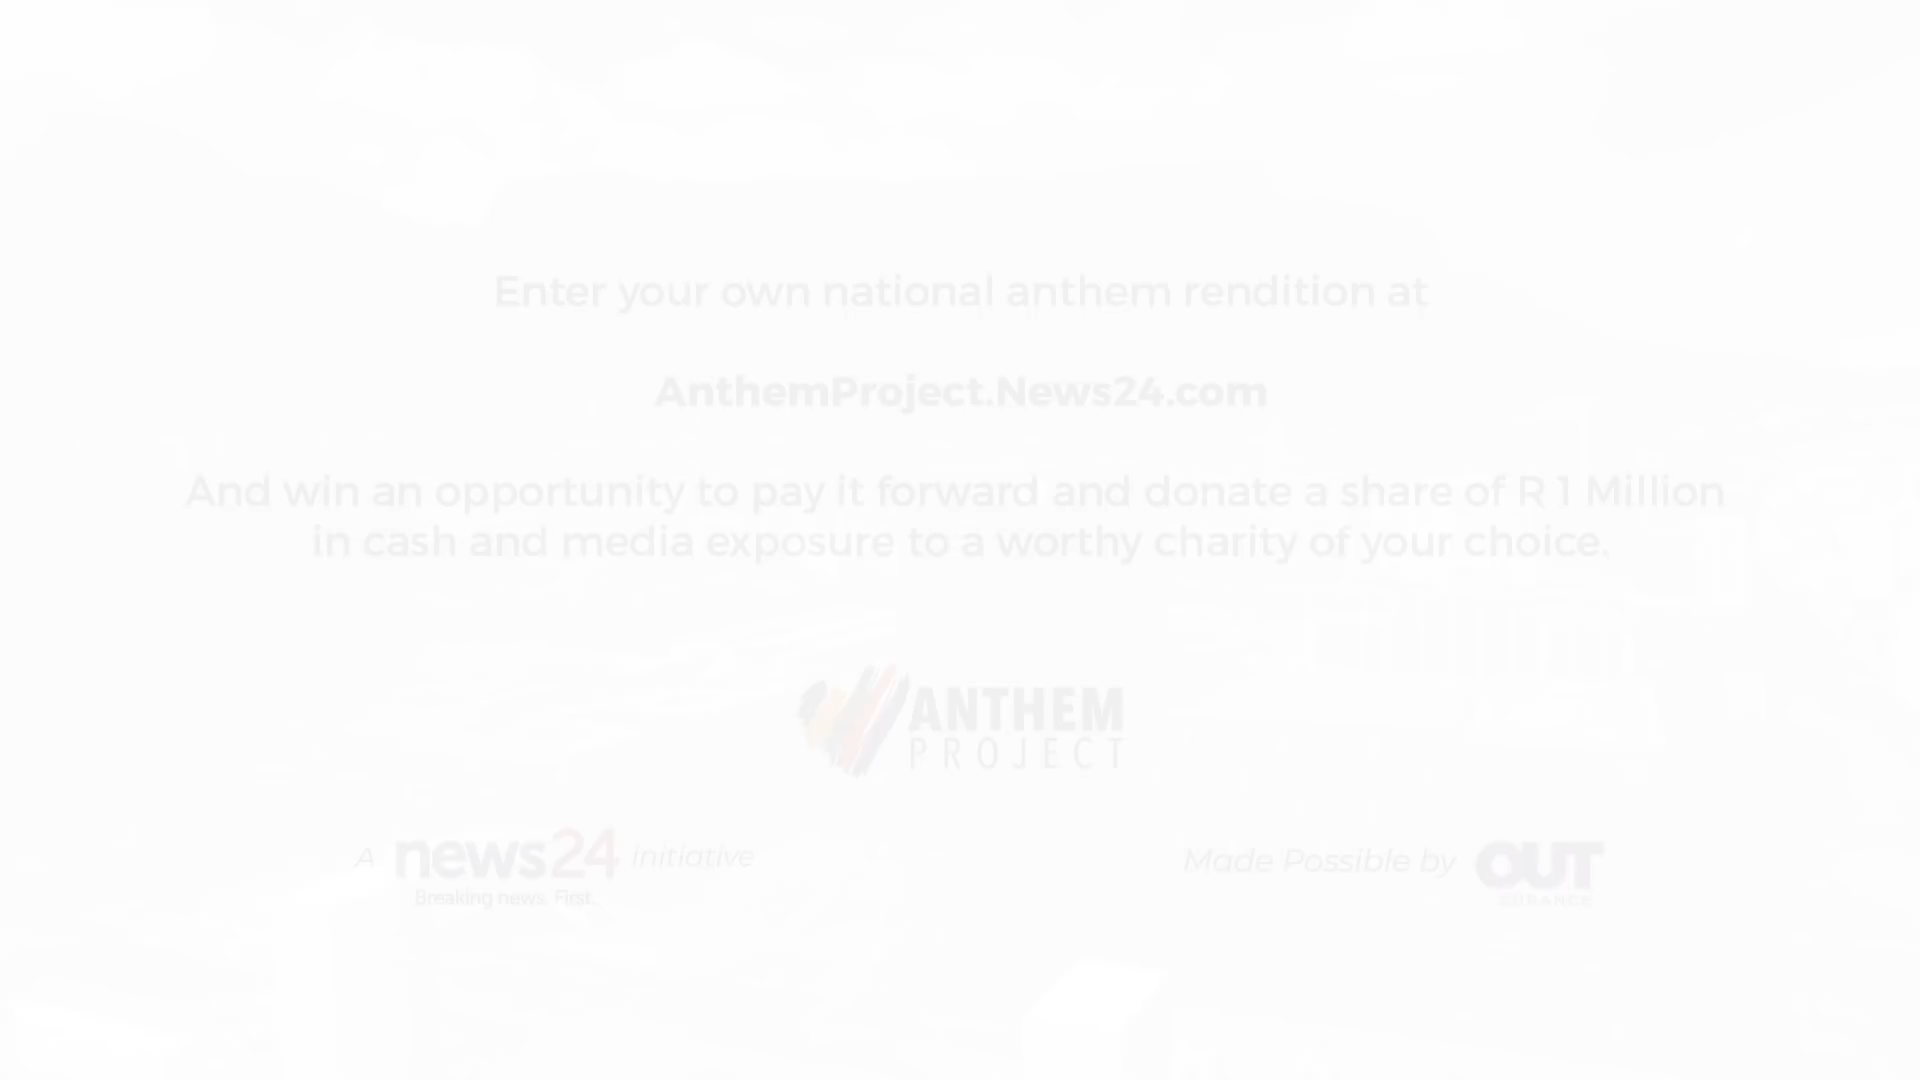 Enter your own national anthem rendition at
AnthemProject.News24.com
And win an opportunity to pay it forward and donate a share of R 1 Million
in cash and media exposure to a worthy charity of your choice.
ANTHEM
PROJECT
A news24 initiative
Breaking news. First.
Made Possible by OUT
SURANCE